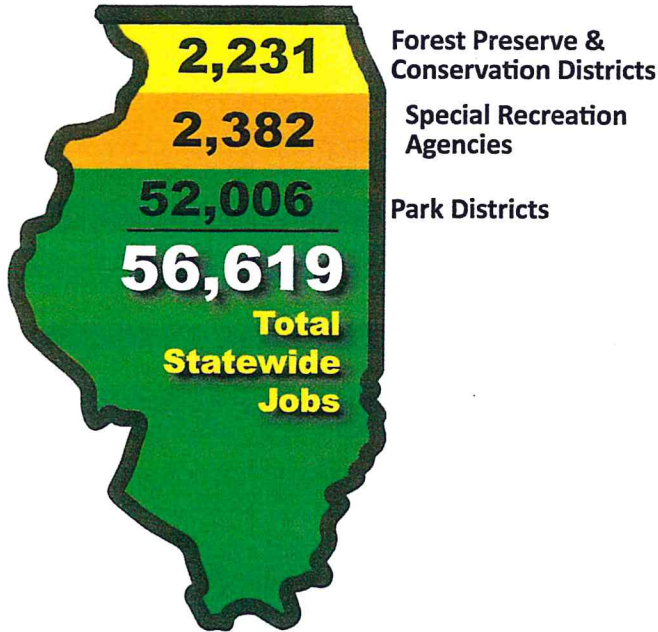 2,231
Forest Preserve &
Conservation Districts
2,382
Special Recreation
Agencies
52,006
Park Districts
56,619
Total
Statewide
Jobs